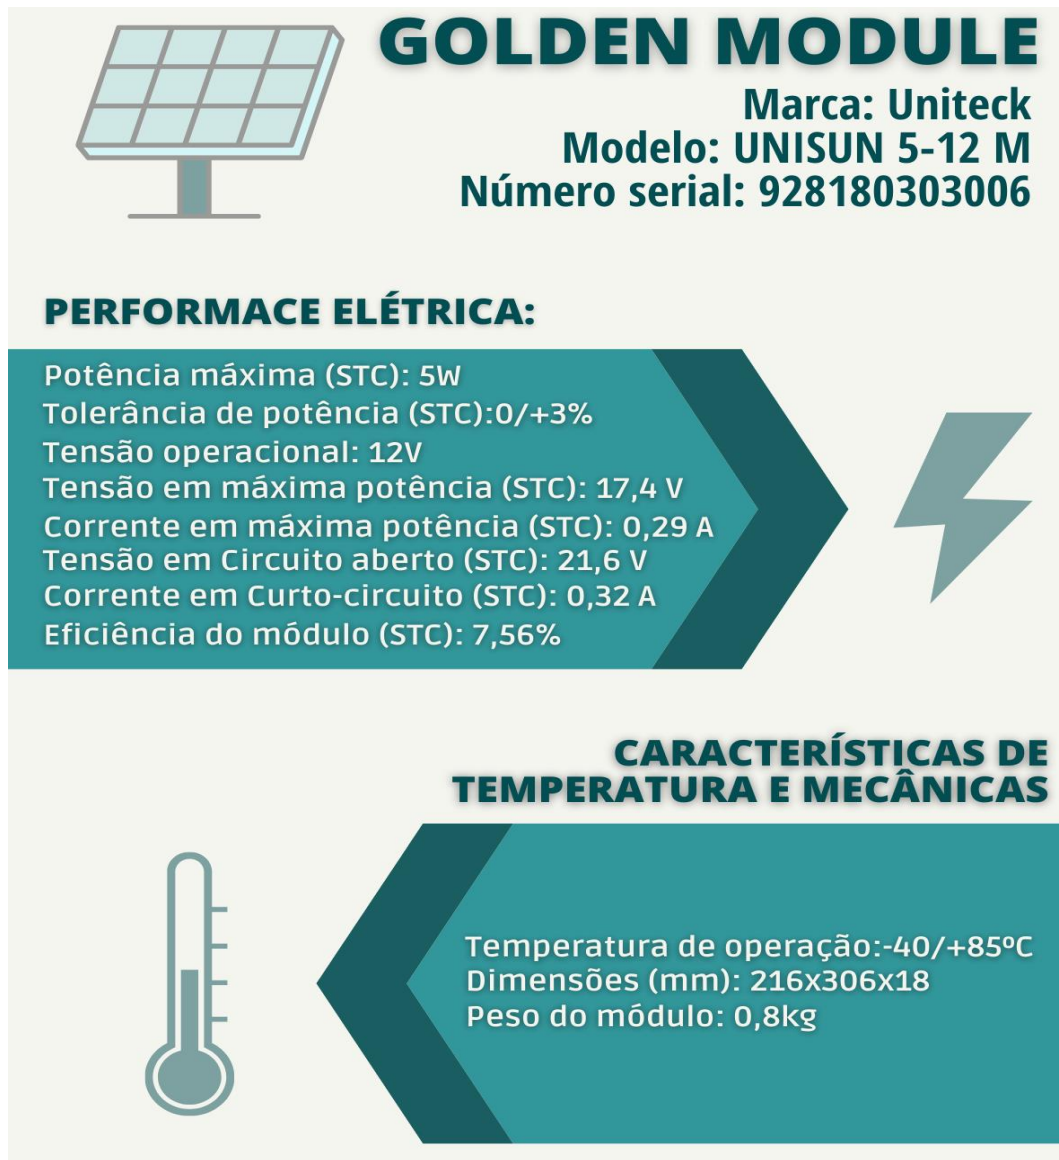 GOLDEN MODULE
Marca: Uniteck
Modelo: UNISUN 5-12 M
Número serial: 928180303006
PERFORMACE ELÉTRICA:
Potência máxima (STC): 5W
Tolerância de potência (STC):0/+3%
Tensão operacional: 12V
Tensão em máxima potência (STC): 17,4 V
Corrente em máxima potência (STC): 0,29 A
Tensão em Circuito aberto (STC): 21,6 V
Corrente em Curto-circuito (STC): 0,32 A
Eficiência do módulo (STC): 7,56%
CARACTERÍSTICAS DE
TEMPERATURA E MECÂNICAS
Temperatura de operação:-40/+85ºC
Dimensões (mm): 216x306x18
Peso do módulo: 0,8kg